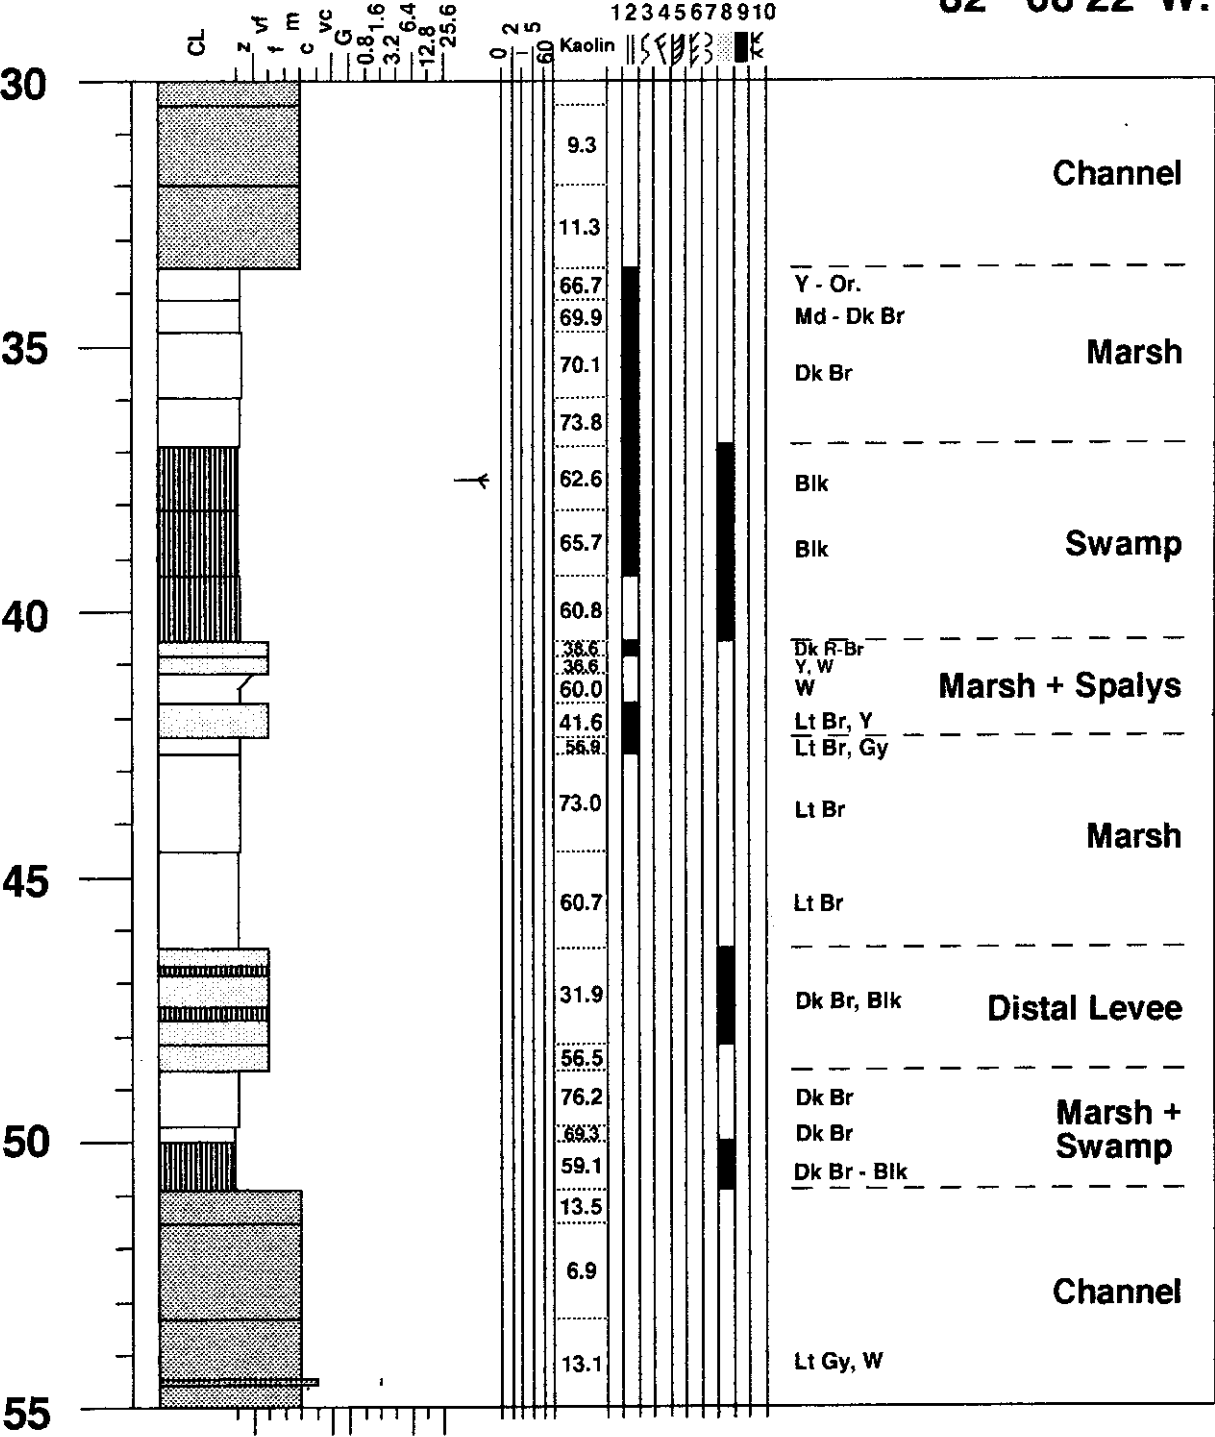 82° 06'22" W.
CL z vf f m c vc G 0.8 1.6 3.2 6.4 12.8 25.6
0 2 5 60 Kaolin 1 2 3 4 5 6 7 8 9 10
30
9.3
Channel
11.3
66.7 Y - Or.
69.9 Md - Dk Br
35
Marsh
70.1 Dk Br
73.8
62.6 Blk
65.7 Blk
Swamp
40
60.8
38.6 Dk R-Br
36.6 Y, W
60.0 W
Marsh + Spalys
41.6 Lt Br, Y
56.9 Lt Br, Gy
73.0 Lt Br
Marsh
45
60.7 Lt Br
31.9 Dk Br, Blk
Distal Levee
56.5
76.2 Dk Br
Marsh +
Swamp
50
69.3 Dk Br
59.1 Dk Br - Blk
13.5
6.9
Channel
13.1 Lt Gy, W
55